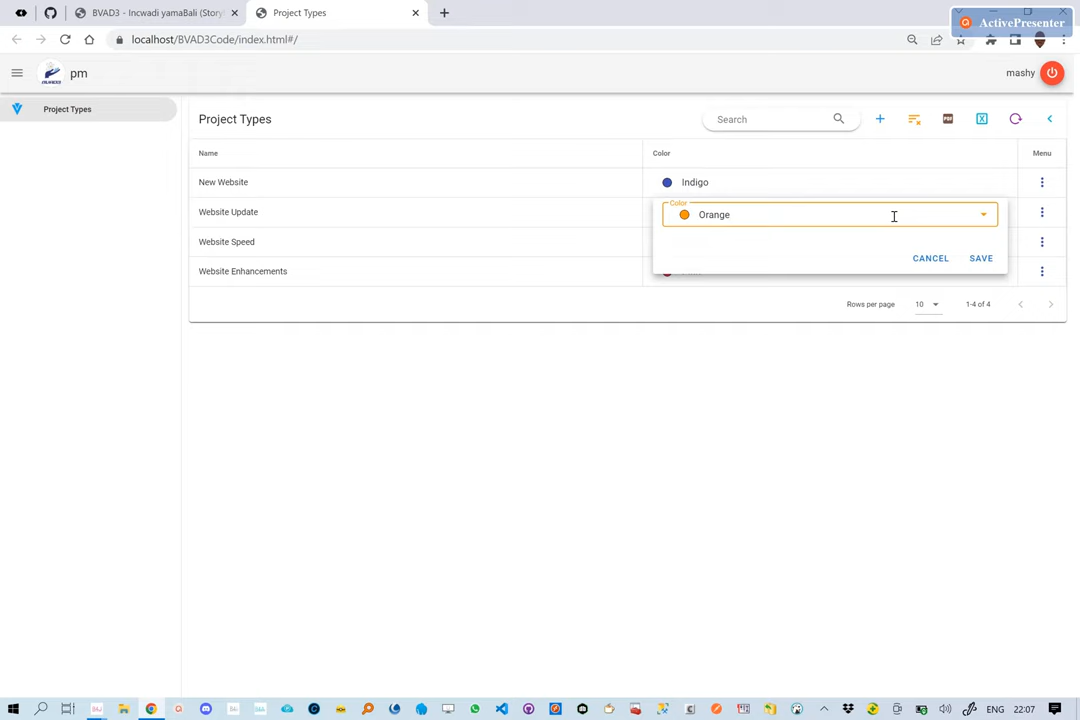 BVAD3 - Incwadi yamaBali (Story
Project Types
ActivePresenter
localhost/BVAD3Code/index.html#/
pm
mashy
Project Types
Project Types
Search
PDF
X
Name
Color
Menu
New Website
Indigo
Website Update
Color
Orange
Website Speed
CANCEL
SAVE
Website Enhancements
Rows per page
10
1-4 of 4
ENG
22:07